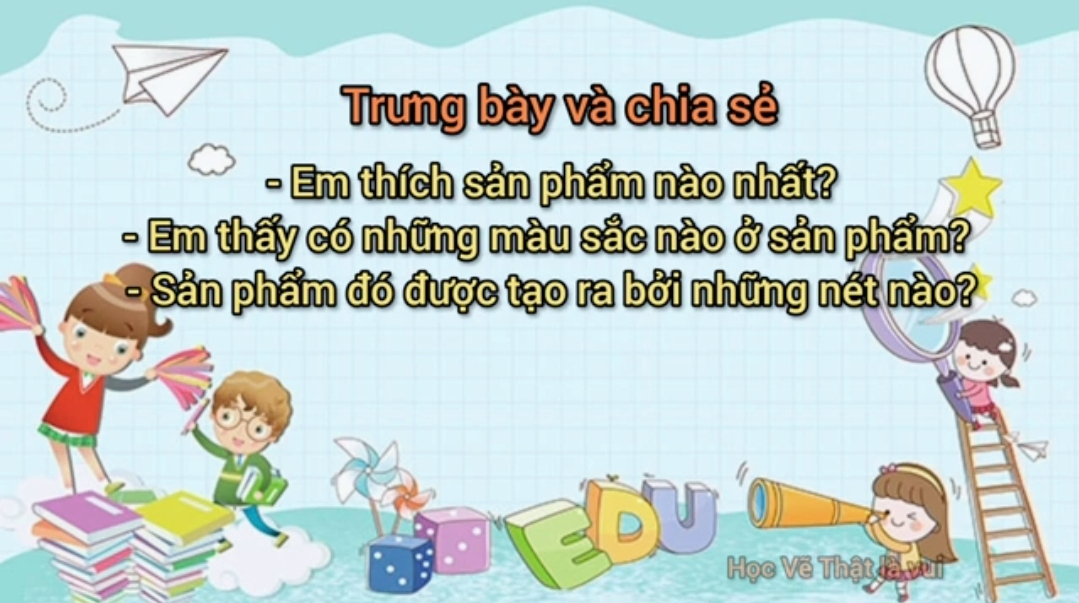 Trưng bày và chia sẻ
- Em thích sản phẩm nào nhất?
- Em thấy có những màu sắc nào ở sản phẩm?
- Sản phẩm đó được tạo ra bởi những nét nào?
EDU
Học Vẽ Thật là vui